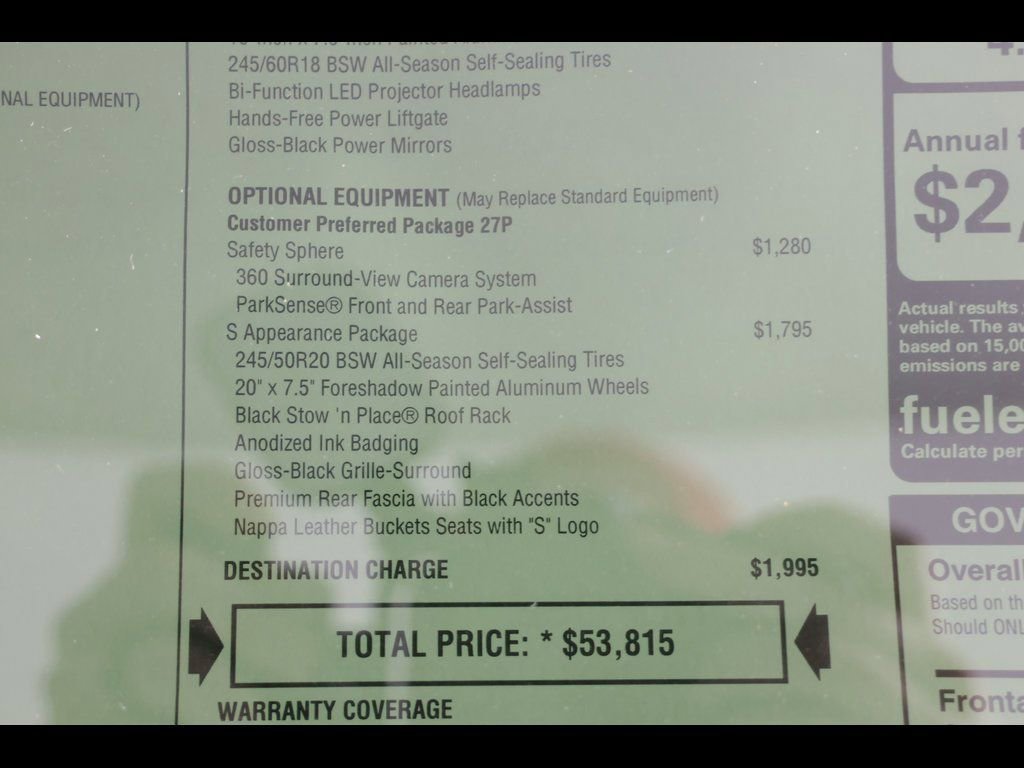 NAL EQUIPMENT)
245/60R18 BSW All-Season Self-Sealing Tires
Bi-Function LED Projector Headlamps
Hands-Free Power Liftgate
Gloss-Black Power Mirrors
OPTIONAL EQUIPMENT (May Replace Standard Equipment)
Customer Preferred Package 27P
Safety Sphere $1,280
360 Surround-View Camera System
ParkSense® Front and Rear Park-Assist
S Appearance Package $1,795
245/50R20 BSW All-Season Self-Sealing Tires
20" x 7.5" Foreshadow Painted Aluminum Wheels
Black Stow 'n Place® Roof Rack
Anodized Ink Badging
Gloss-Black Grille-Surround
Premium Rear Fascia with Black Accents
Nappa Leather Buckets Seats with "S" Logo
DESTINATION CHARGE $1,995
TOTAL PRICE: * $53,815
WARRANTY COVERAGE
4.
Annual f
$2,
Actual results
vehicle. The av
based on 15,00
emissions are
fuele
Calculate per
GOV
Overall
Based on th
Should ONL
Fronta